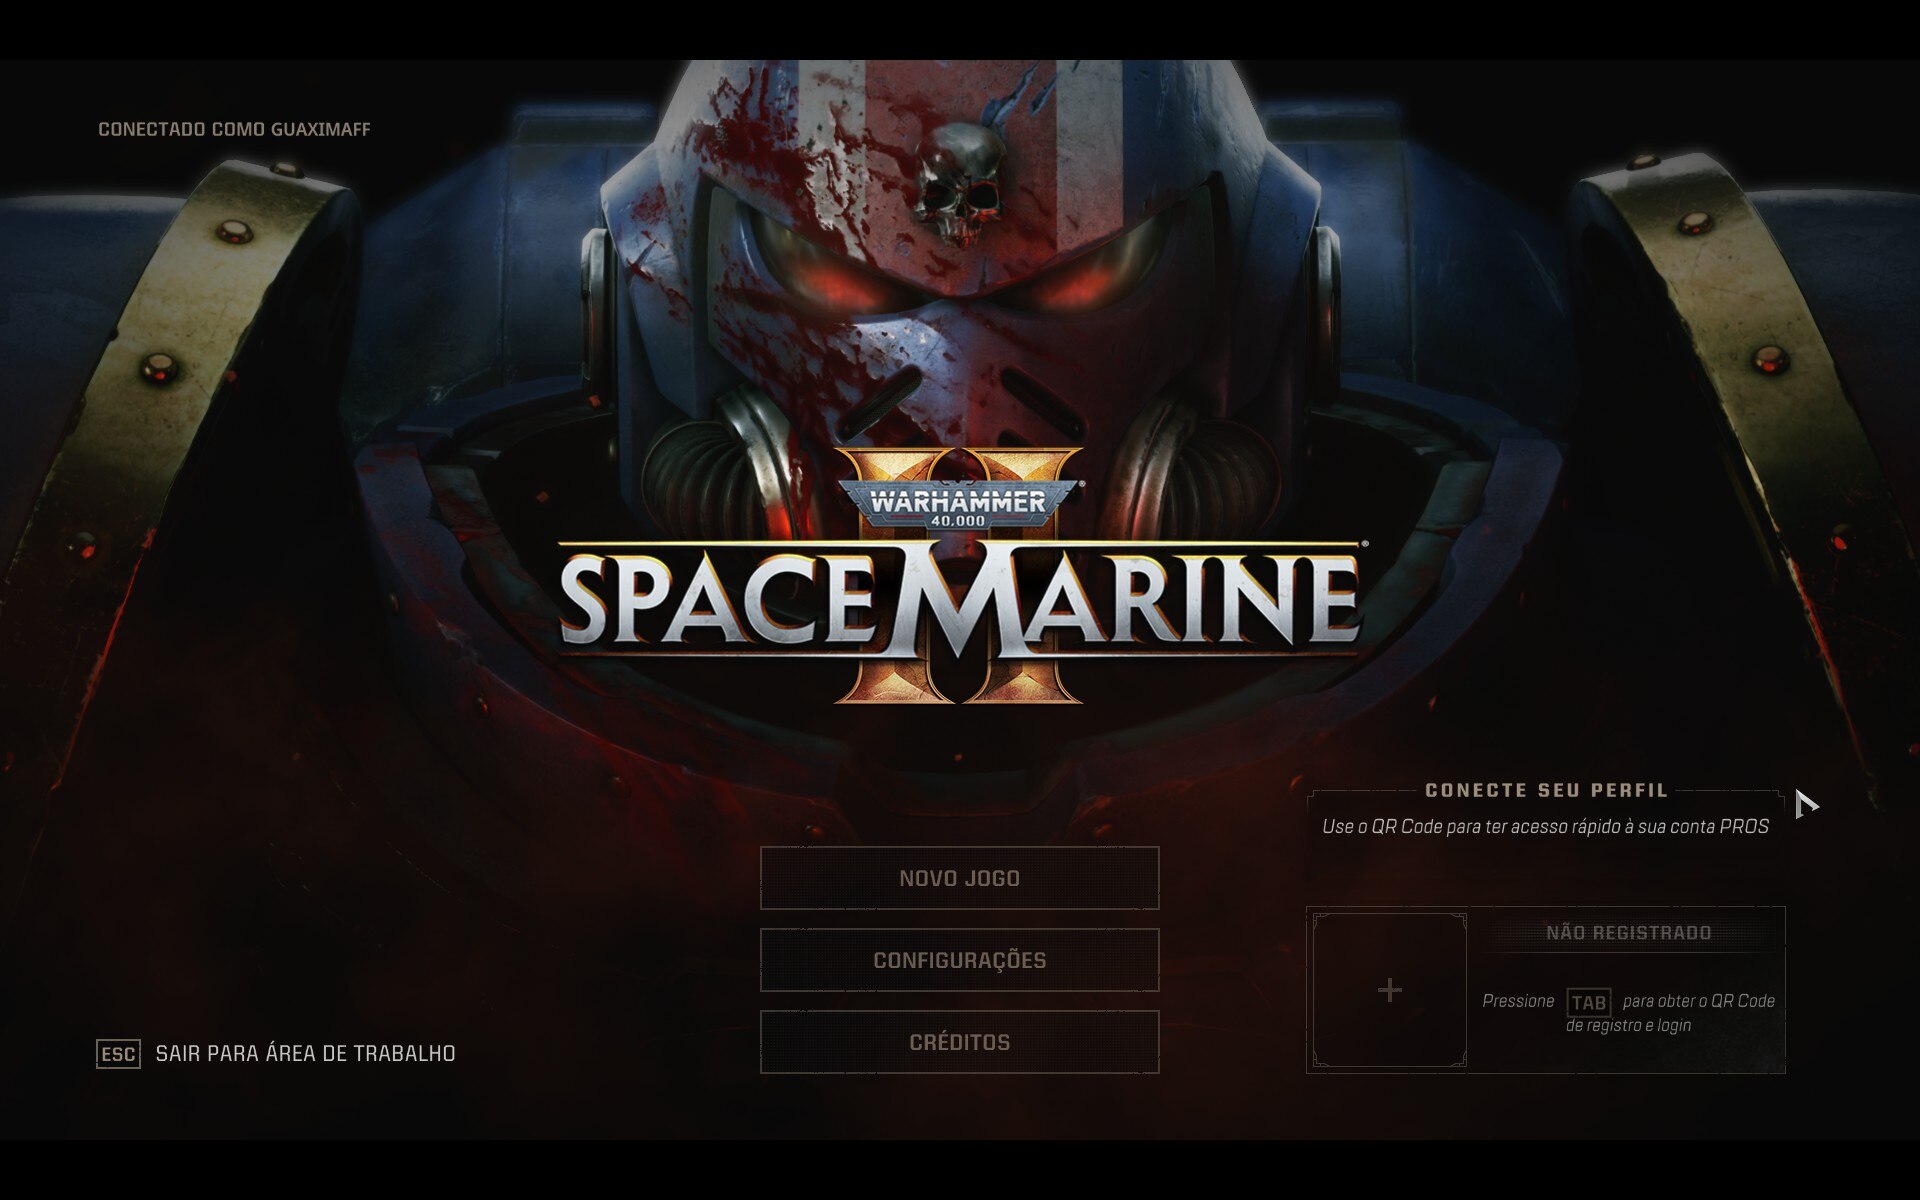 CONECTADO COMO GUAXIMAFF
WARHAMMER®
40,000
SPACE MARINE®
II
CONECTE SEU PERFIL
Use o QR Code para ter acesso rápido à sua conta PROS
NOVO JOGO
CONFIGURAÇÕES
CRÉDITOS
NÃO REGISTRADO
Pressione TAB para obter o QR Code
de registro e login
ESC SAIR PARA ÁREA DE TRABALHO